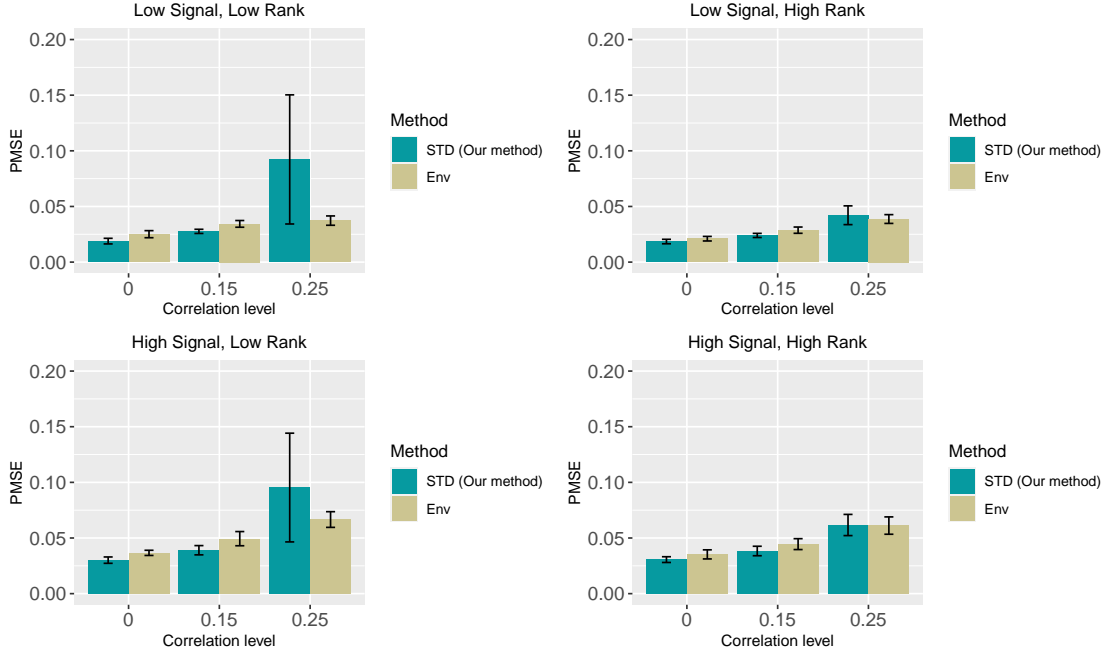 Low Signal, Low Rank
PMSE
0.20
0.15
0.10
0.05
0.00
0 0.15 0.25
Correlation level
Method
STD (Our method)
Env
Low Signal, High Rank
PMSE
0.20
0.15
0.10
0.05
0.00
0 0.15 0.25
Correlation level
Method
STD (Our method)
Env
High Signal, Low Rank
PMSE
0.20
0.15
0.10
0.05
0.00
0 0.15 0.25
Correlation level
Method
STD (Our method)
Env
High Signal, High Rank
PMSE
0.20
0.15
0.10
0.05
0.00
0 0.15 0.25
Correlation level
Method
STD (Our method)
Env